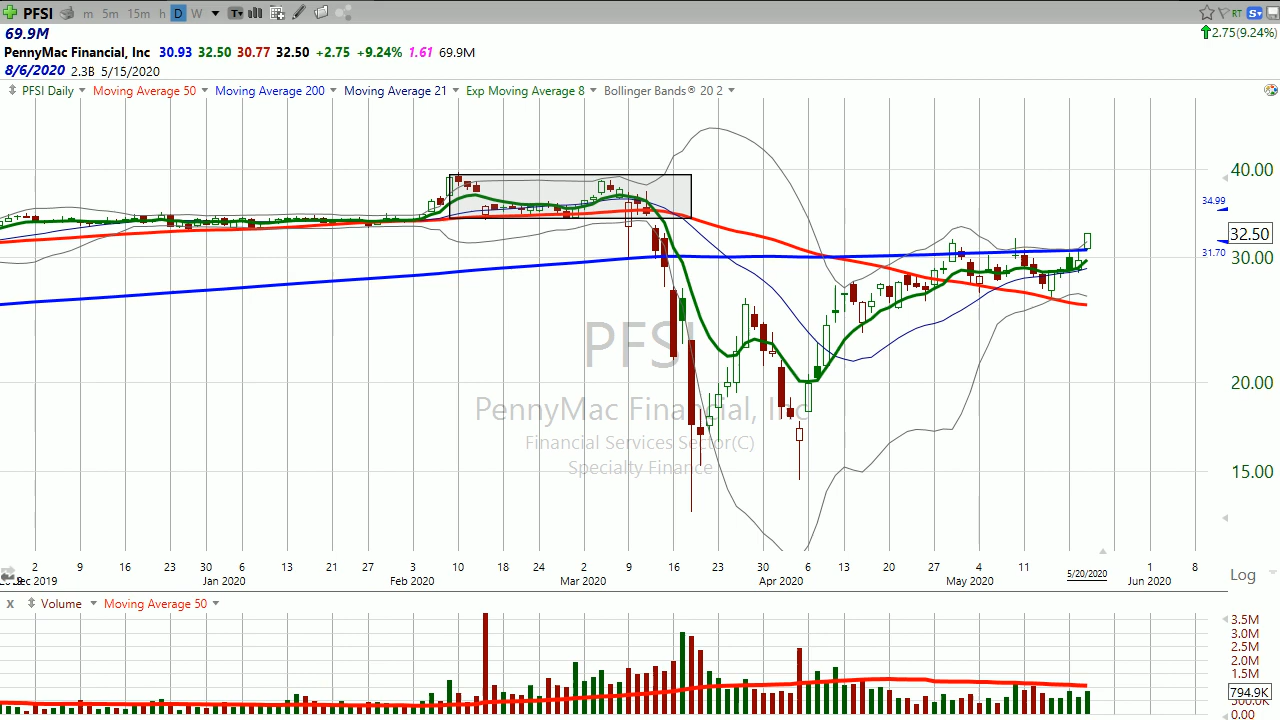 PFSI m 5m 15m h D W T RT S
69.9M 2.75(9.24%)
PennyMac Financial, Inc 30.93 32.50 30.77 32.50 +2.75 +9.24% 1.61 69.9M
8/6/2020 2.3B 5/15/2020
PFSI Daily Moving Average 50 Moving Average 200 Moving Average 21 Exp Moving Average 8 Bollinger Bands® 20 2
40.00
34.99
32.50
31.70
30.00
PFSI
20.00
PennyMac Financial, Inc
Financial Services Sector(C)
Specialty Finance
15.00
2 9 16 23 30 6 13 21 27 3 10 18 24 2 9 16 23 30 6 13 20 27 4 11 1 8
Dec 2019 Jan 2020 Feb 2020 Mar 2020 Apr 2020 May 2020 5/20/2020 Jun 2020
Log
x Volume Moving Average 50
3.5M
3.0M
2.5M
2.0M
1.5M
794.9K
500.0K
0.00